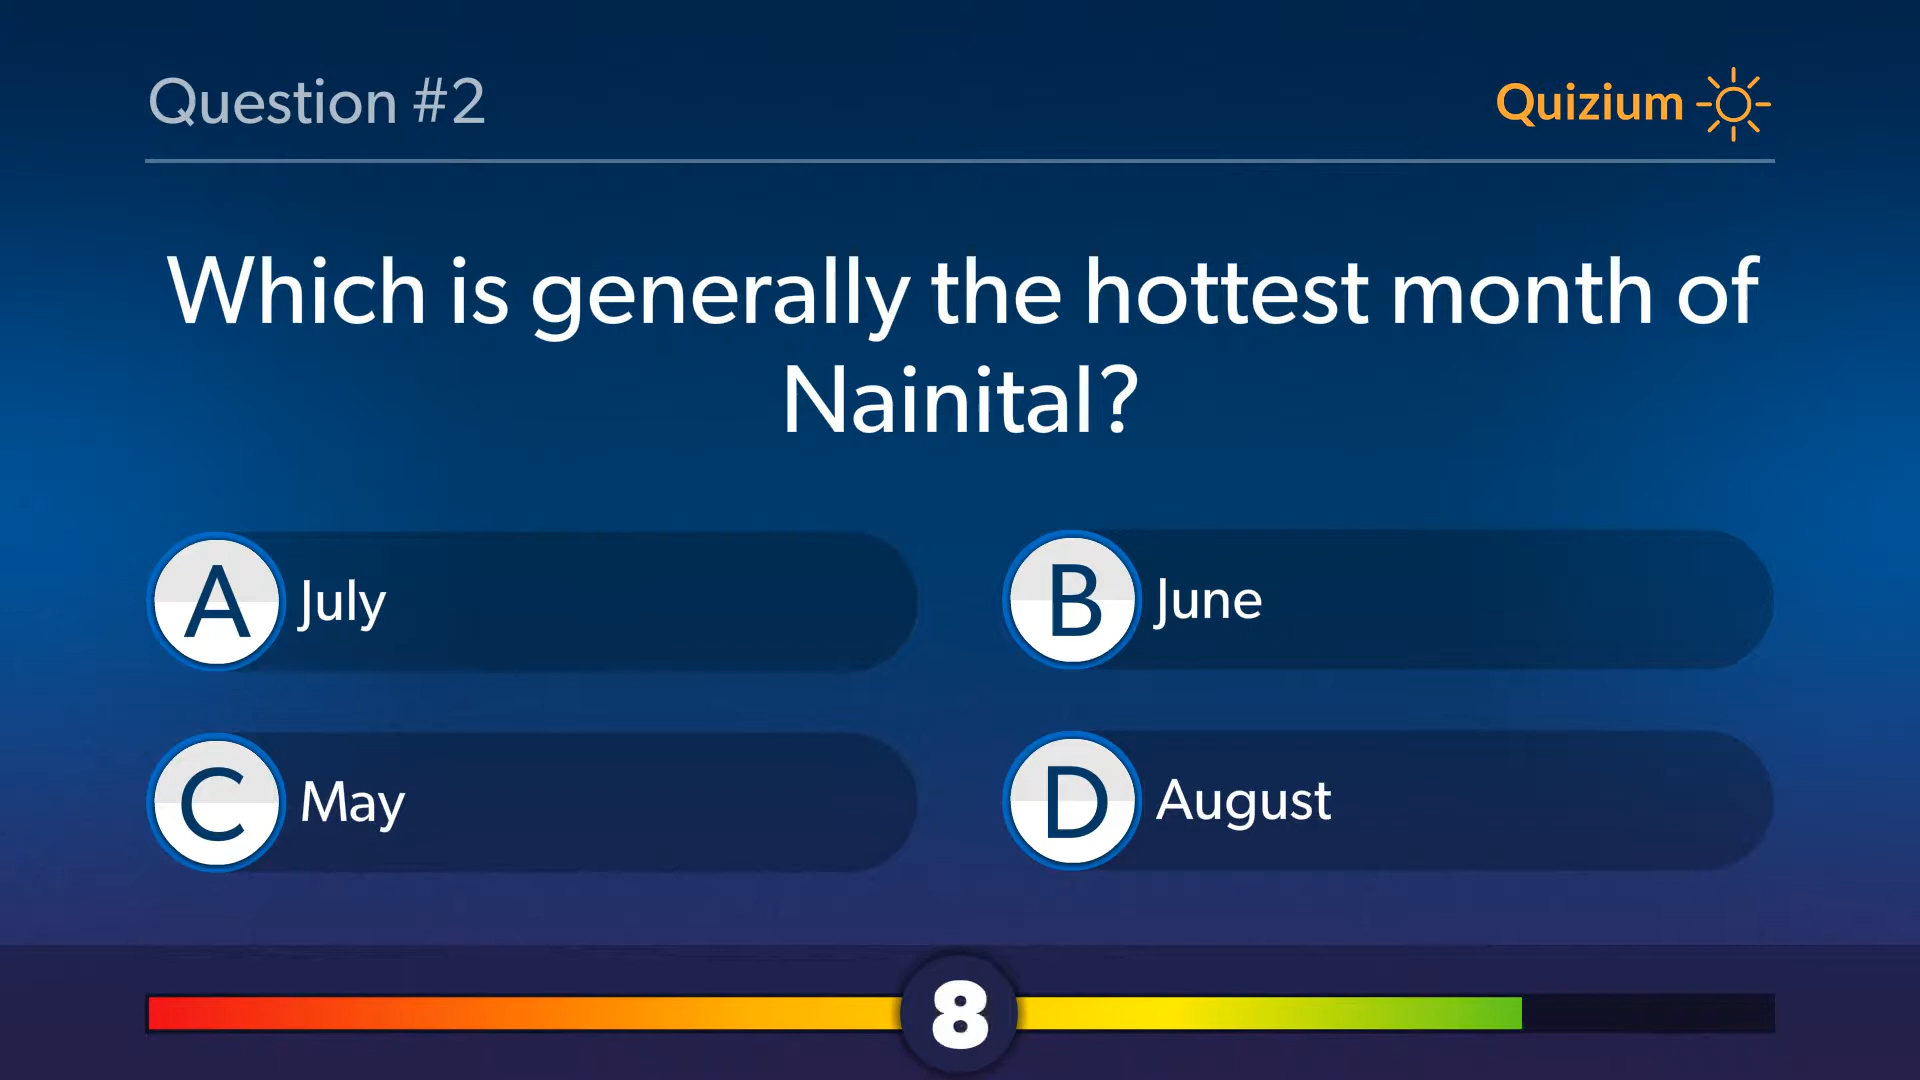 Question #2
Quizium
Which is generally the hottest month of
Nainital?
A July
B June
C May
D August
8